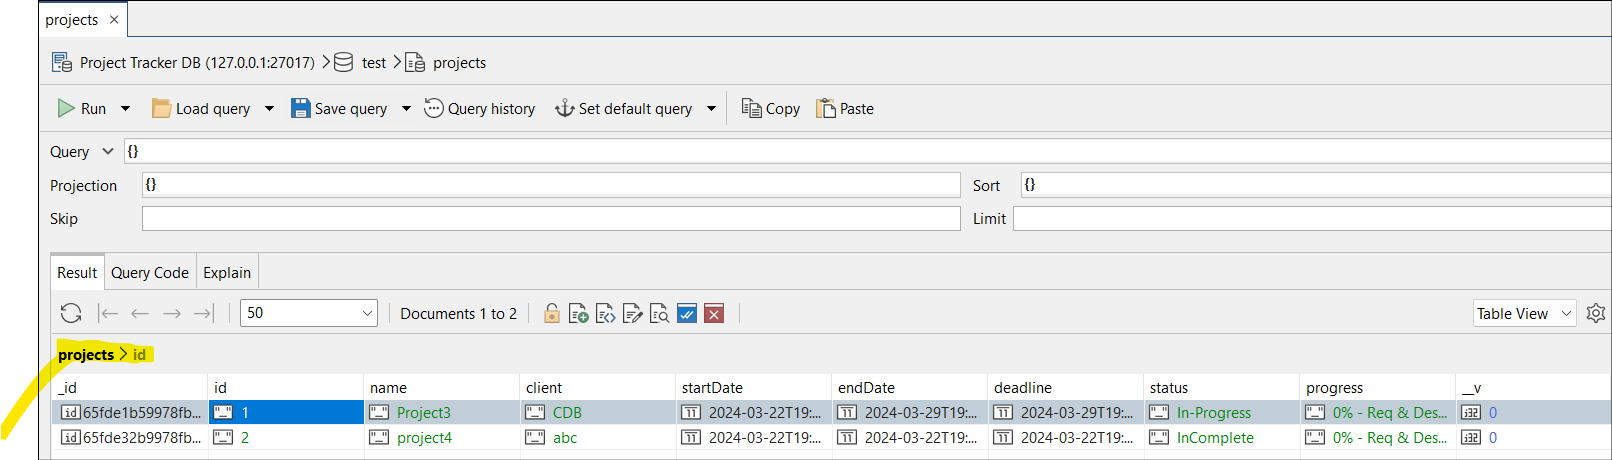 projects ×
Project Tracker DB (127.0.0.1:27017) > test > projects
Run Load query Save query Query history Set default query Copy Paste
Query {}
Projection {} Sort {}
Skip Limit
Result Query Code Explain
50 Documents 1 to 2 Table View
projects > id
_id id name client startDate endDate deadline status progress __v
id 65fde1b59978fb... "_" 1 "_" Project3 "_" CDB 2024-03-22T19:... 2024-03-29T19:... 2024-03-29T19:... "_" In-Progress "_" 0% - Req & Des... i32 0
id 65fde32b9978fb... "_" 2 "_" project4 "_" abc 2024-03-22T19:... 2024-03-22T19:... 2024-03-22T19:... "_" InComplete "_" 0% - Req & Des... i32 0